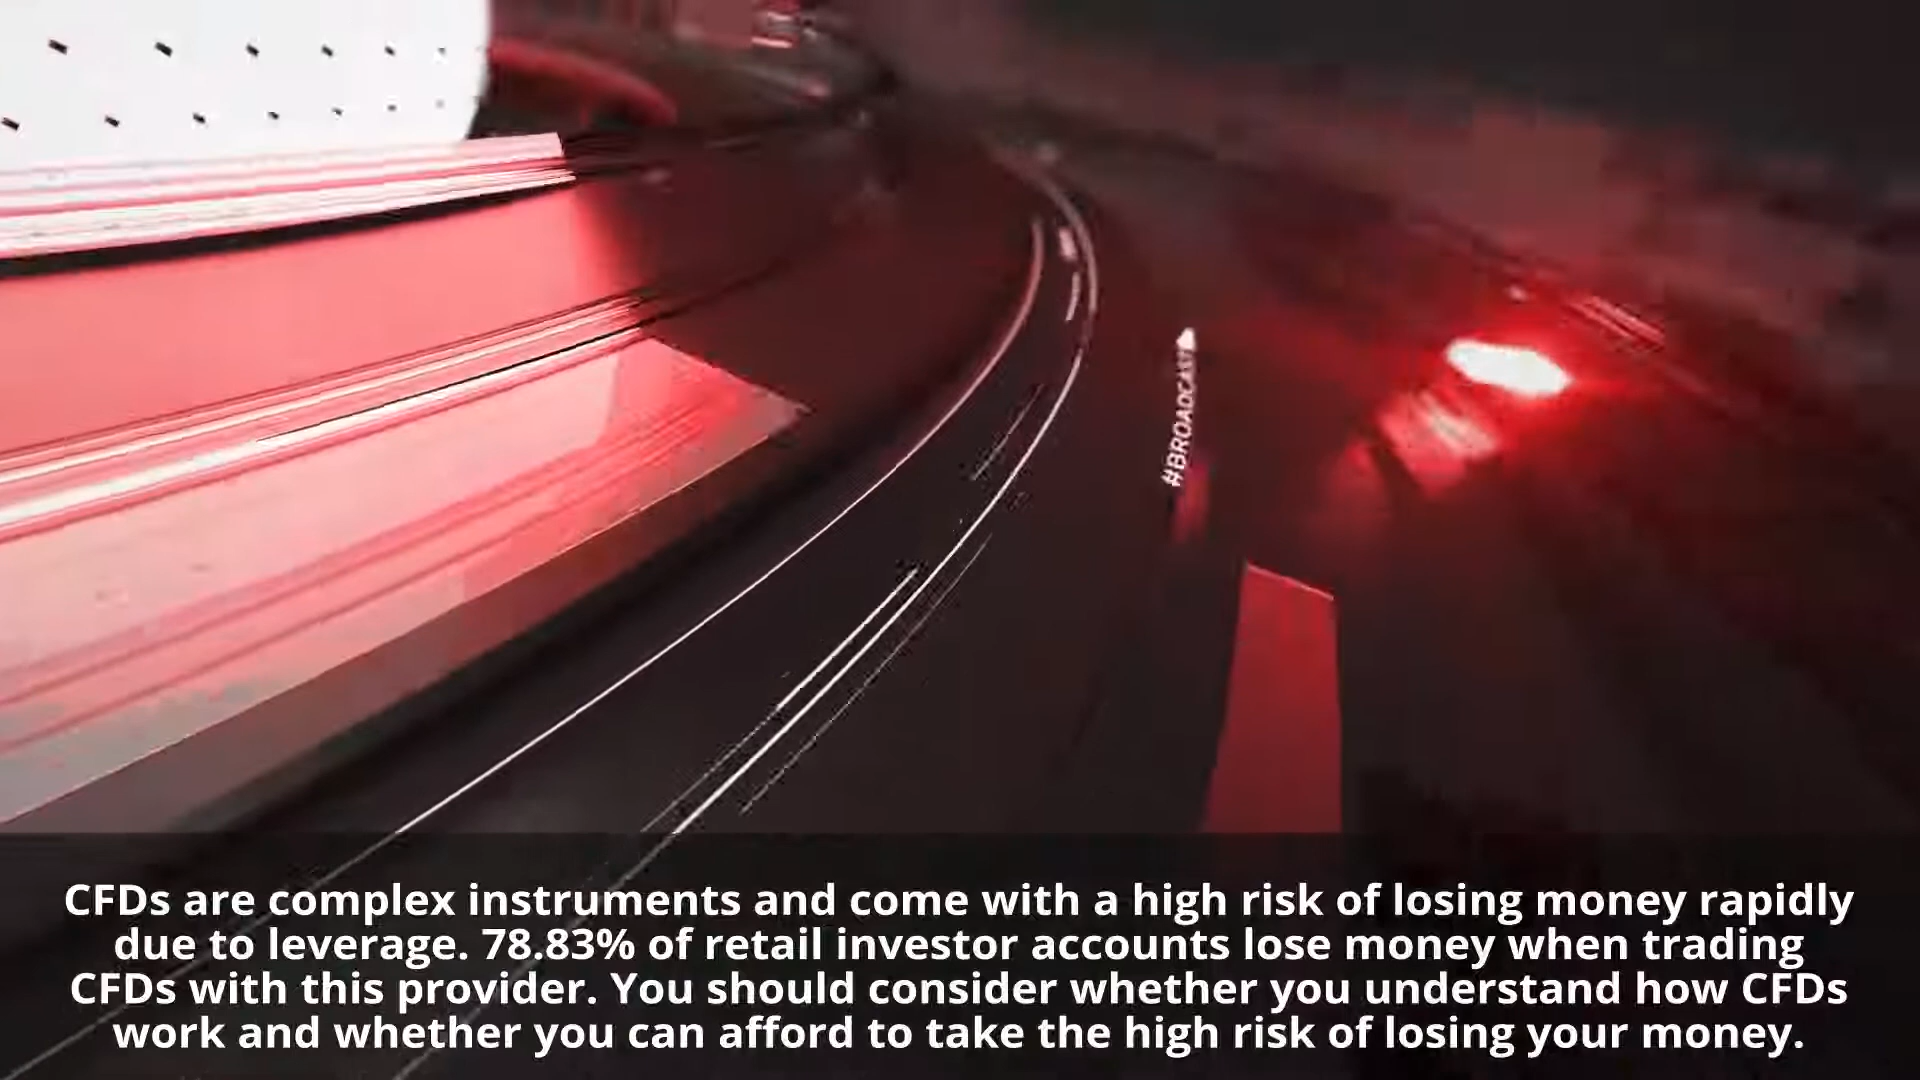 #BROADCAST
CFDs are complex instruments and come with a high risk of losing money rapidly
due to leverage. 78.83% of retail investor accounts lose money when trading
CFDs with this provider. You should consider whether you understand how CFDs
work and whether you can afford to take the high risk of losing your money.